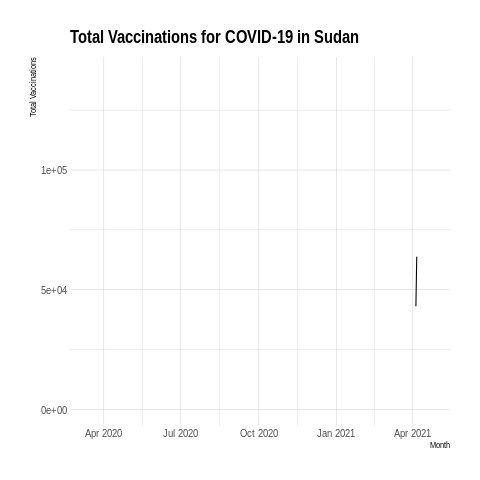 Total Vaccinations for COVID-19 in Sudan
Total Vaccinations
1e+05
5e+04
0e+00
Apr 2020 Jul 2020 Oct 2020 Jan 2021 Apr 2021
Month